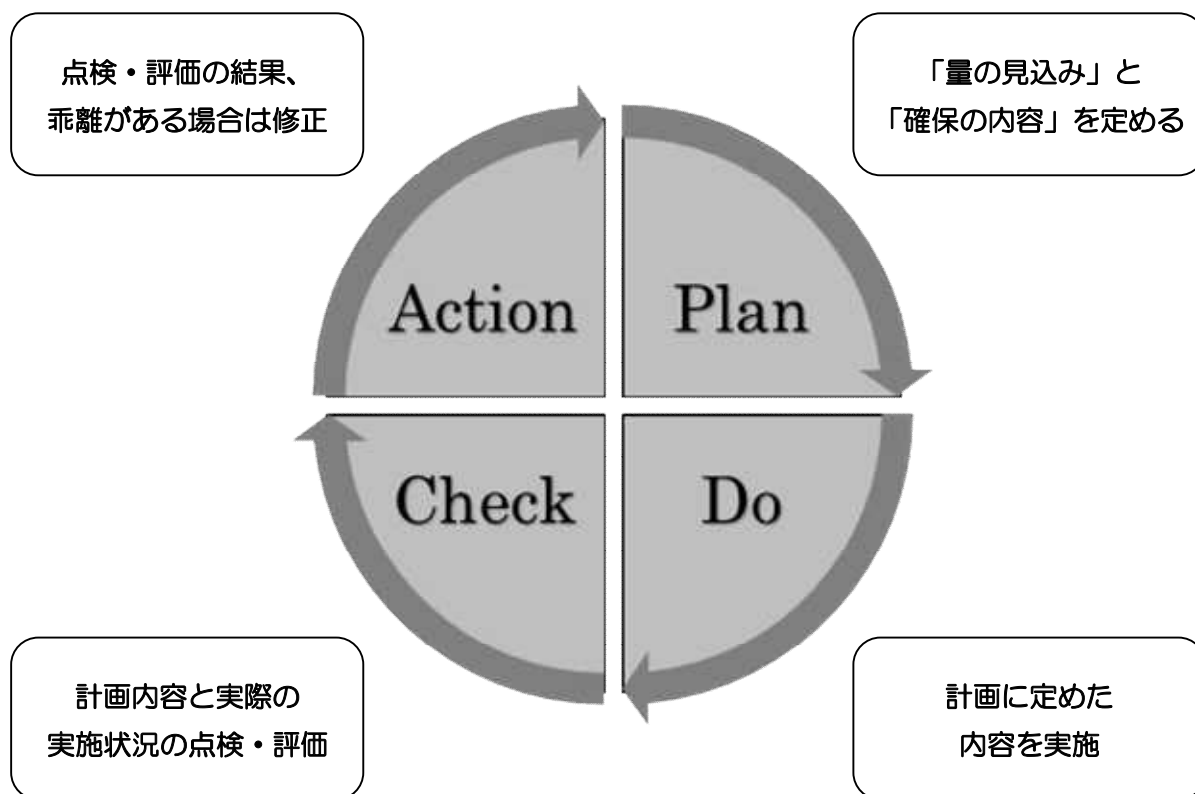 点検・評価の結果、
乖離がある場合は修正
「量の見込み」と
「確保の内容」を定める
Action
Plan
Check
Do
計画内容と実際の
実施状況の点検・評価
計画に定めた
内容を実施